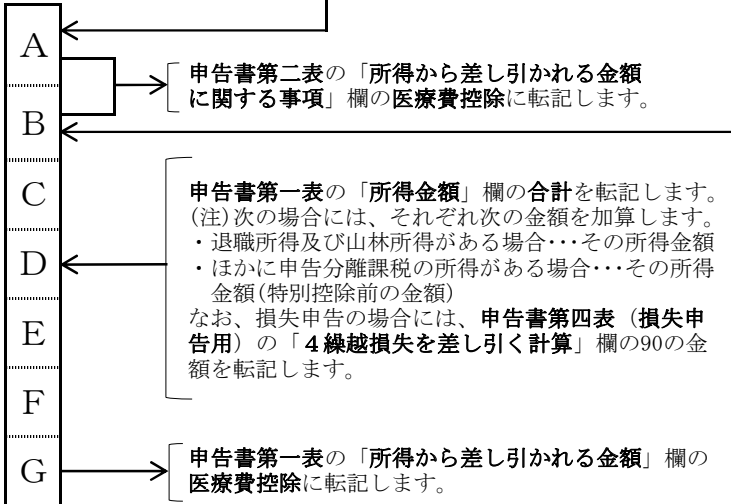 A
申告書第二表の「所得から差し引かれる金額
に関する事項」欄の医療費控除に転記します。
B
C
申告書第一表の「所得金額」欄の合計を転記します。
(注)次の場合には、それぞれ次の金額を加算します。
・退職所得及び山林所得がある場合･･･その所得金額
D
・ほかに申告分離課税の所得がある場合･･･その所得
金額(特別控除前の金額)
なお、損失申告の場合には、申告書第四表（損失申
E
告用）の「４繰越損失を差し引く計算」欄の90の金
額を転記します。
F
申告書第一表の「所得から差し引かれる金額」欄の
G
医療費控除に転記します。